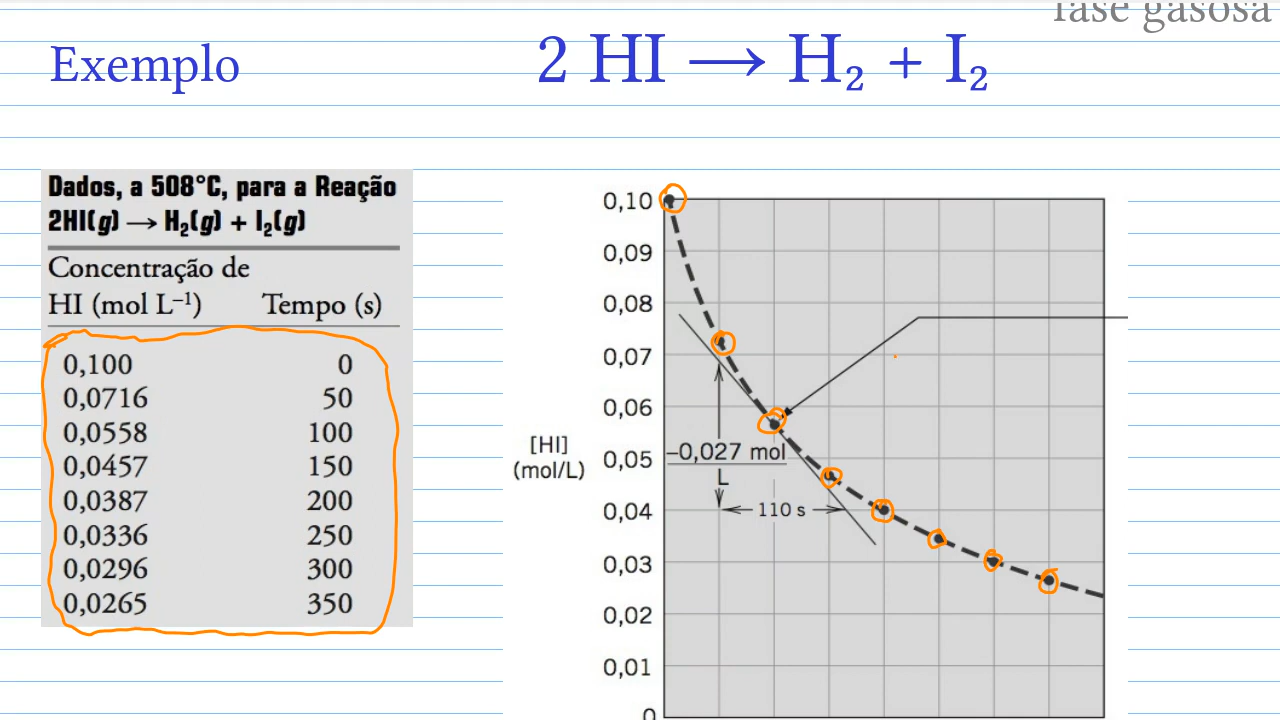 fase gasosa
Exemplo
2 HI → H₂ + I₂
Dados, a 508°C, para a Reação
2HI(g) → H₂(g) + I₂(g)
Concentração de
HI (mol L⁻¹) Tempo (s)
0,100 0
0,0716 50
0,0558 100
0,0457 150
0,0387 200
0,0336 250
0,0296 300
0,0265 350
0,10
0,09
0,08
0,07
0,06
[HI]
(mol/L)
0,05
0,04
0,03
0,02
0,01
0
–0,027 mol
L
110 s